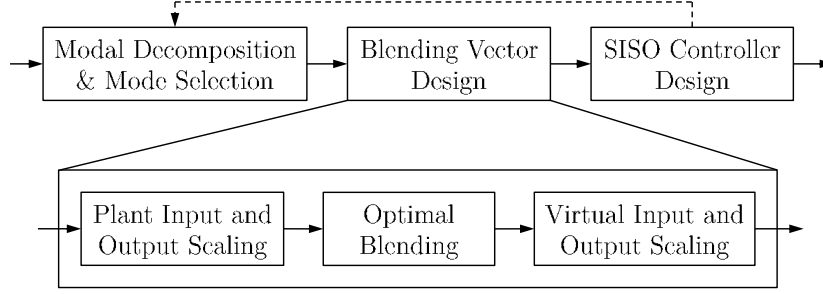 Modal Decomposition
& Mode Selection
Blending Vector
Design
SISO Controller
Design
Plant Input and
Output Scaling
Optimal
Blending
Virtual Input and
Output Scaling